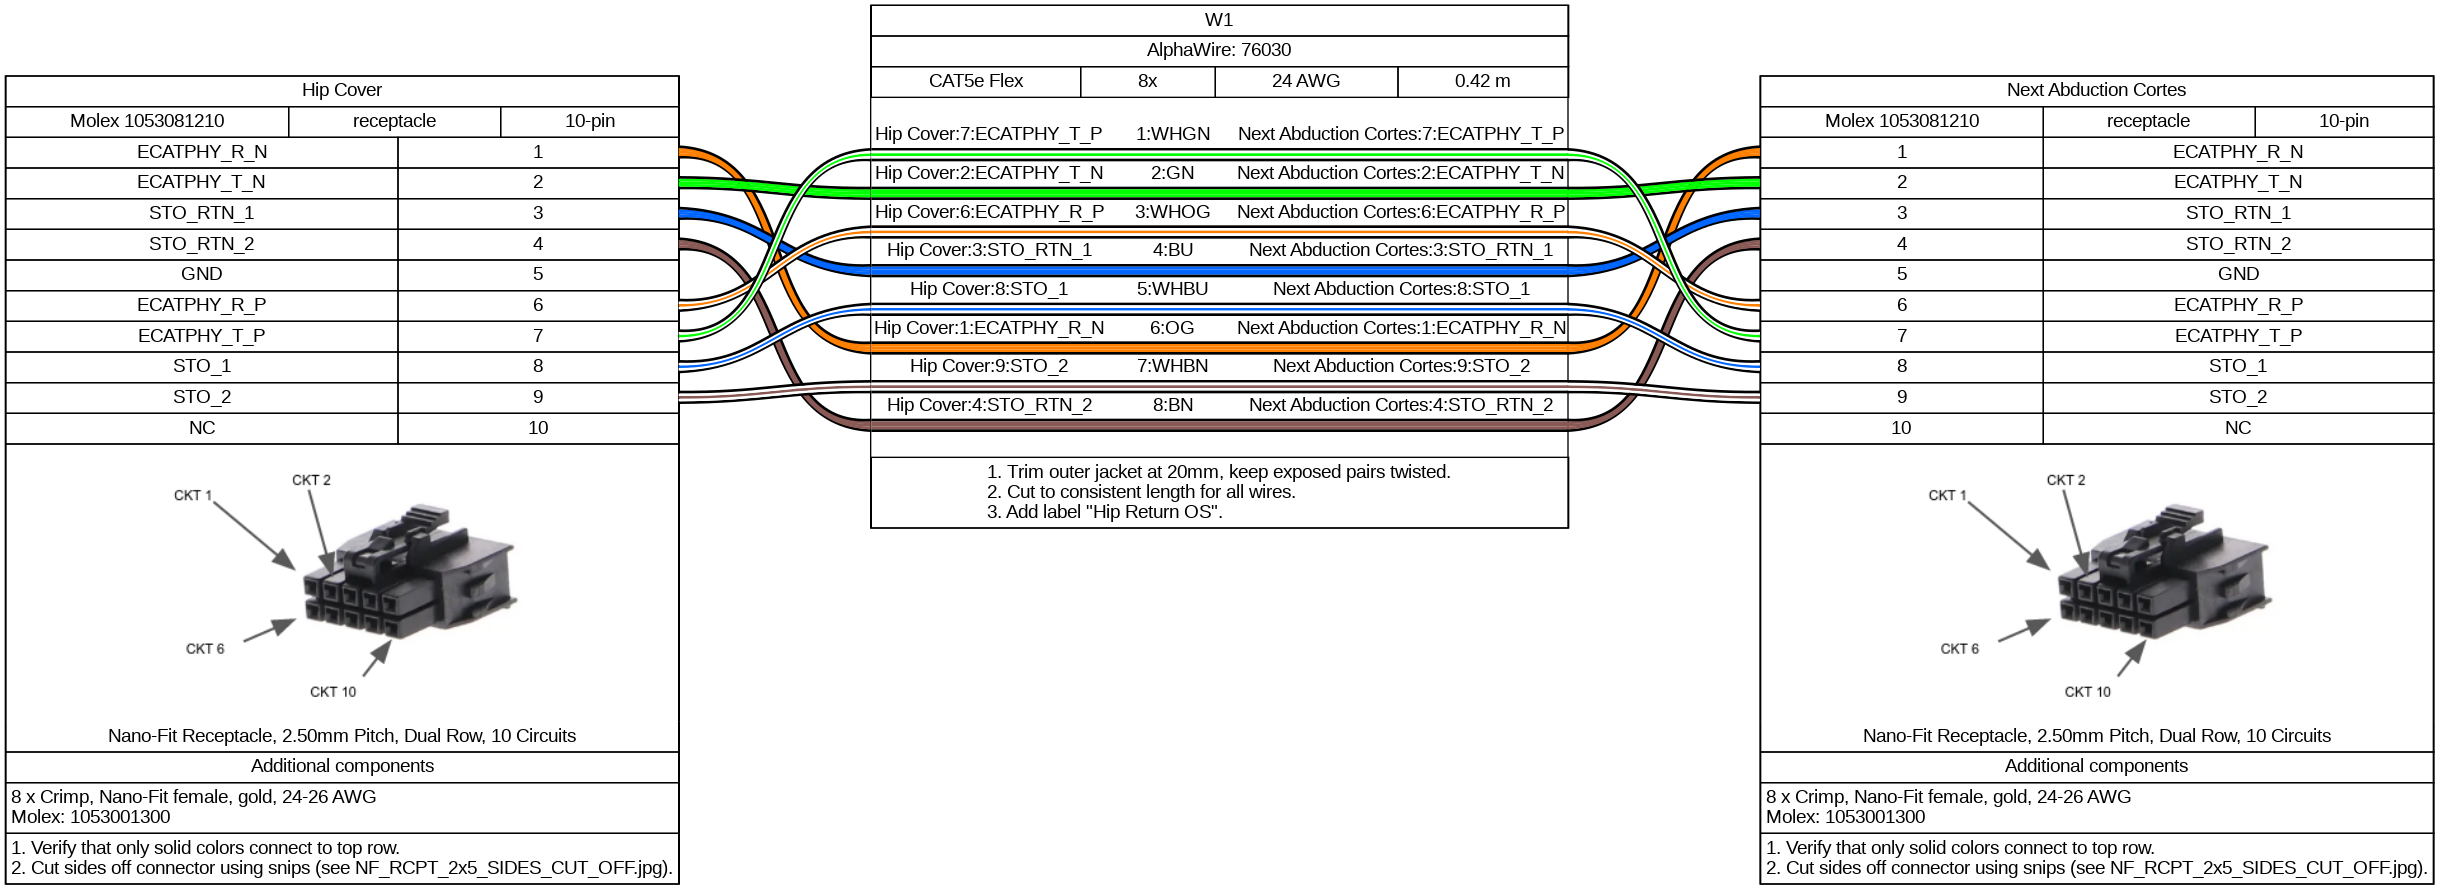 W1
AlphaWire: 76030
CAT5e Flex 8x 24 AWG 0.42 m
Hip Cover
Molex 1053081210 receptacle 10-pin
ECATPHY_R_N 1
ECATPHY_T_N 2
STO_RTN_1 3
STO_RTN_2 4
GND 5
ECATPHY_R_P 6
ECATPHY_T_P 7
STO_1 8
STO_2 9
NC 10
CKT 1
CKT 2
CKT 6
CKT 10
Nano-Fit Receptacle, 2.50mm Pitch, Dual Row, 10 Circuits
Additional components
8 x Crimp, Nano-Fit female, gold, 24-26 AWG
Molex: 1053001300
1. Verify that only solid colors connect to top row.
2. Cut sides off connector using snips (see NF_RCPT_2x5_SIDES_CUT_OFF.jpg).
Hip Cover:7:ECATPHY_T_P 1:WHGN Next Abduction Cortes:7:ECATPHY_T_P
Hip Cover:2:ECATPHY_T_N 2:GN Next Abduction Cortes:2:ECATPHY_T_N
Hip Cover:6:ECATPHY_R_P 3:WHOG Next Abduction Cortes:6:ECATPHY_R_P
Hip Cover:3:STO_RTN_1 4:BU Next Abduction Cortes:3:STO_RTN_1
Hip Cover:8:STO_1 5:WHBU Next Abduction Cortes:8:STO_1
Hip Cover:1:ECATPHY_R_N 6:OG Next Abduction Cortes:1:ECATPHY_R_N
Hip Cover:9:STO_2 7:WHBN Next Abduction Cortes:9:STO_2
Hip Cover:4:STO_RTN_2 8:BN Next Abduction Cortes:4:STO_RTN_2
1. Trim outer jacket at 20mm, keep exposed pairs twisted.
2. Cut to consistent length for all wires.
3. Add label "Hip Return OS".
Next Abduction Cortes
Molex 1053081210 receptacle 10-pin
1 ECATPHY_R_N
2 ECATPHY_T_N
3 STO_RTN_1
4 STO_RTN_2
5 GND
6 ECATPHY_R_P
7 ECATPHY_T_P
8 STO_1
9 STO_2
10 NC
CKT 1
CKT 2
CKT 6
CKT 10
Nano-Fit Receptacle, 2.50mm Pitch, Dual Row, 10 Circuits
Additional components
8 x Crimp, Nano-Fit female, gold, 24-26 AWG
Molex: 1053001300
1. Verify that only solid colors connect to top row.
2. Cut sides off connector using snips (see NF_RCPT_2x5_SIDES_CUT_OFF.jpg).